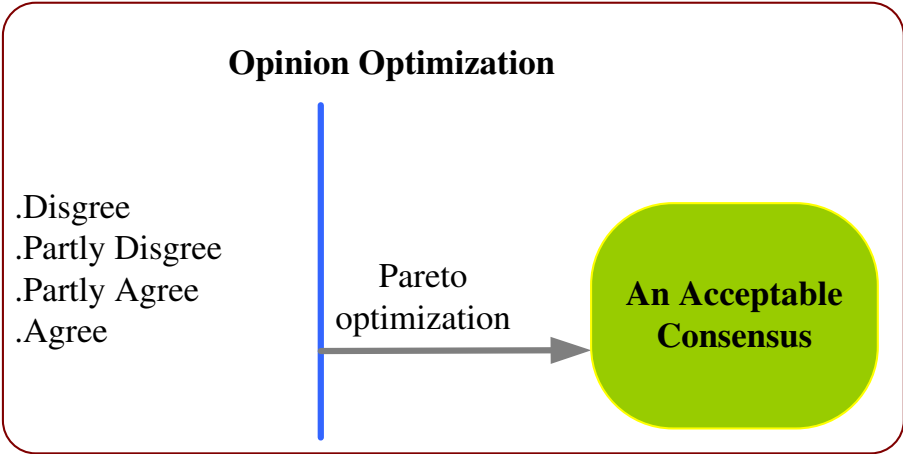 Opinion Optimization
.Disgree
.Partly Disgree
.Partly Agree
.Agree
Pareto
optimization
An Acceptable
Consensus